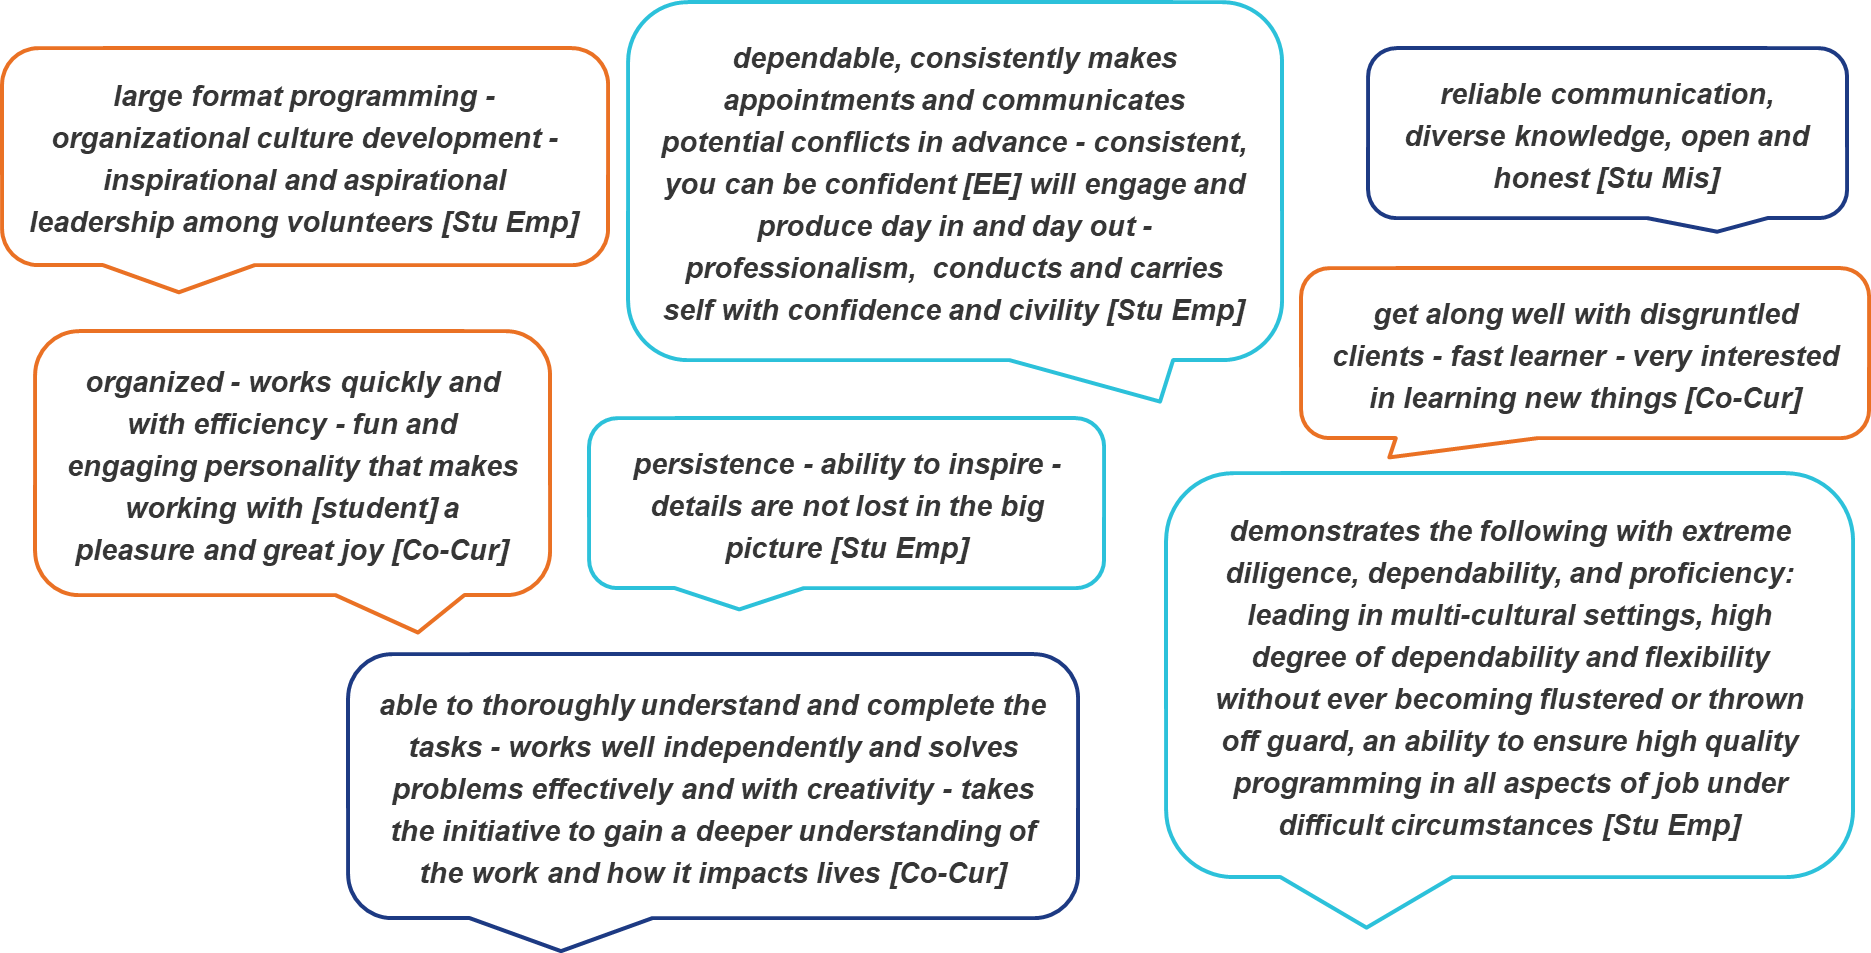 large format programming -
organizational culture development -
inspirational and aspirational
leadership among volunteers [Stu Emp]
dependable, consistently makes
appointments and communicates
potential conflicts in advance - consistent,
you can be confident [EE] will engage and
produce day in and day out -
professionalism,  conducts and carries
self with confidence and civility [Stu Emp]
reliable communication,
diverse knowledge, open and
honest [Stu Mis]
get along well with disgruntled
clients - fast learner - very interested
in learning new things [Co-Cur]
organized - works quickly and
with efficiency - fun and
engaging personality that makes
working with [student] a
pleasure and great joy [Co-Cur]
persistence - ability to inspire -
details are not lost in the big
picture [Stu Emp]
demonstrates the following with extreme
diligence, dependability, and proficiency:
leading in multi-cultural settings, high
degree of dependability and flexibility
without ever becoming flustered or thrown
off guard, an ability to ensure high quality
programming in all aspects of job under
difficult circumstances [Stu Emp]
able to thoroughly understand and complete the
tasks - works well independently and solves
problems effectively and with creativity - takes
the initiative to gain a deeper understanding of
the work and how it impacts lives [Co-Cur]